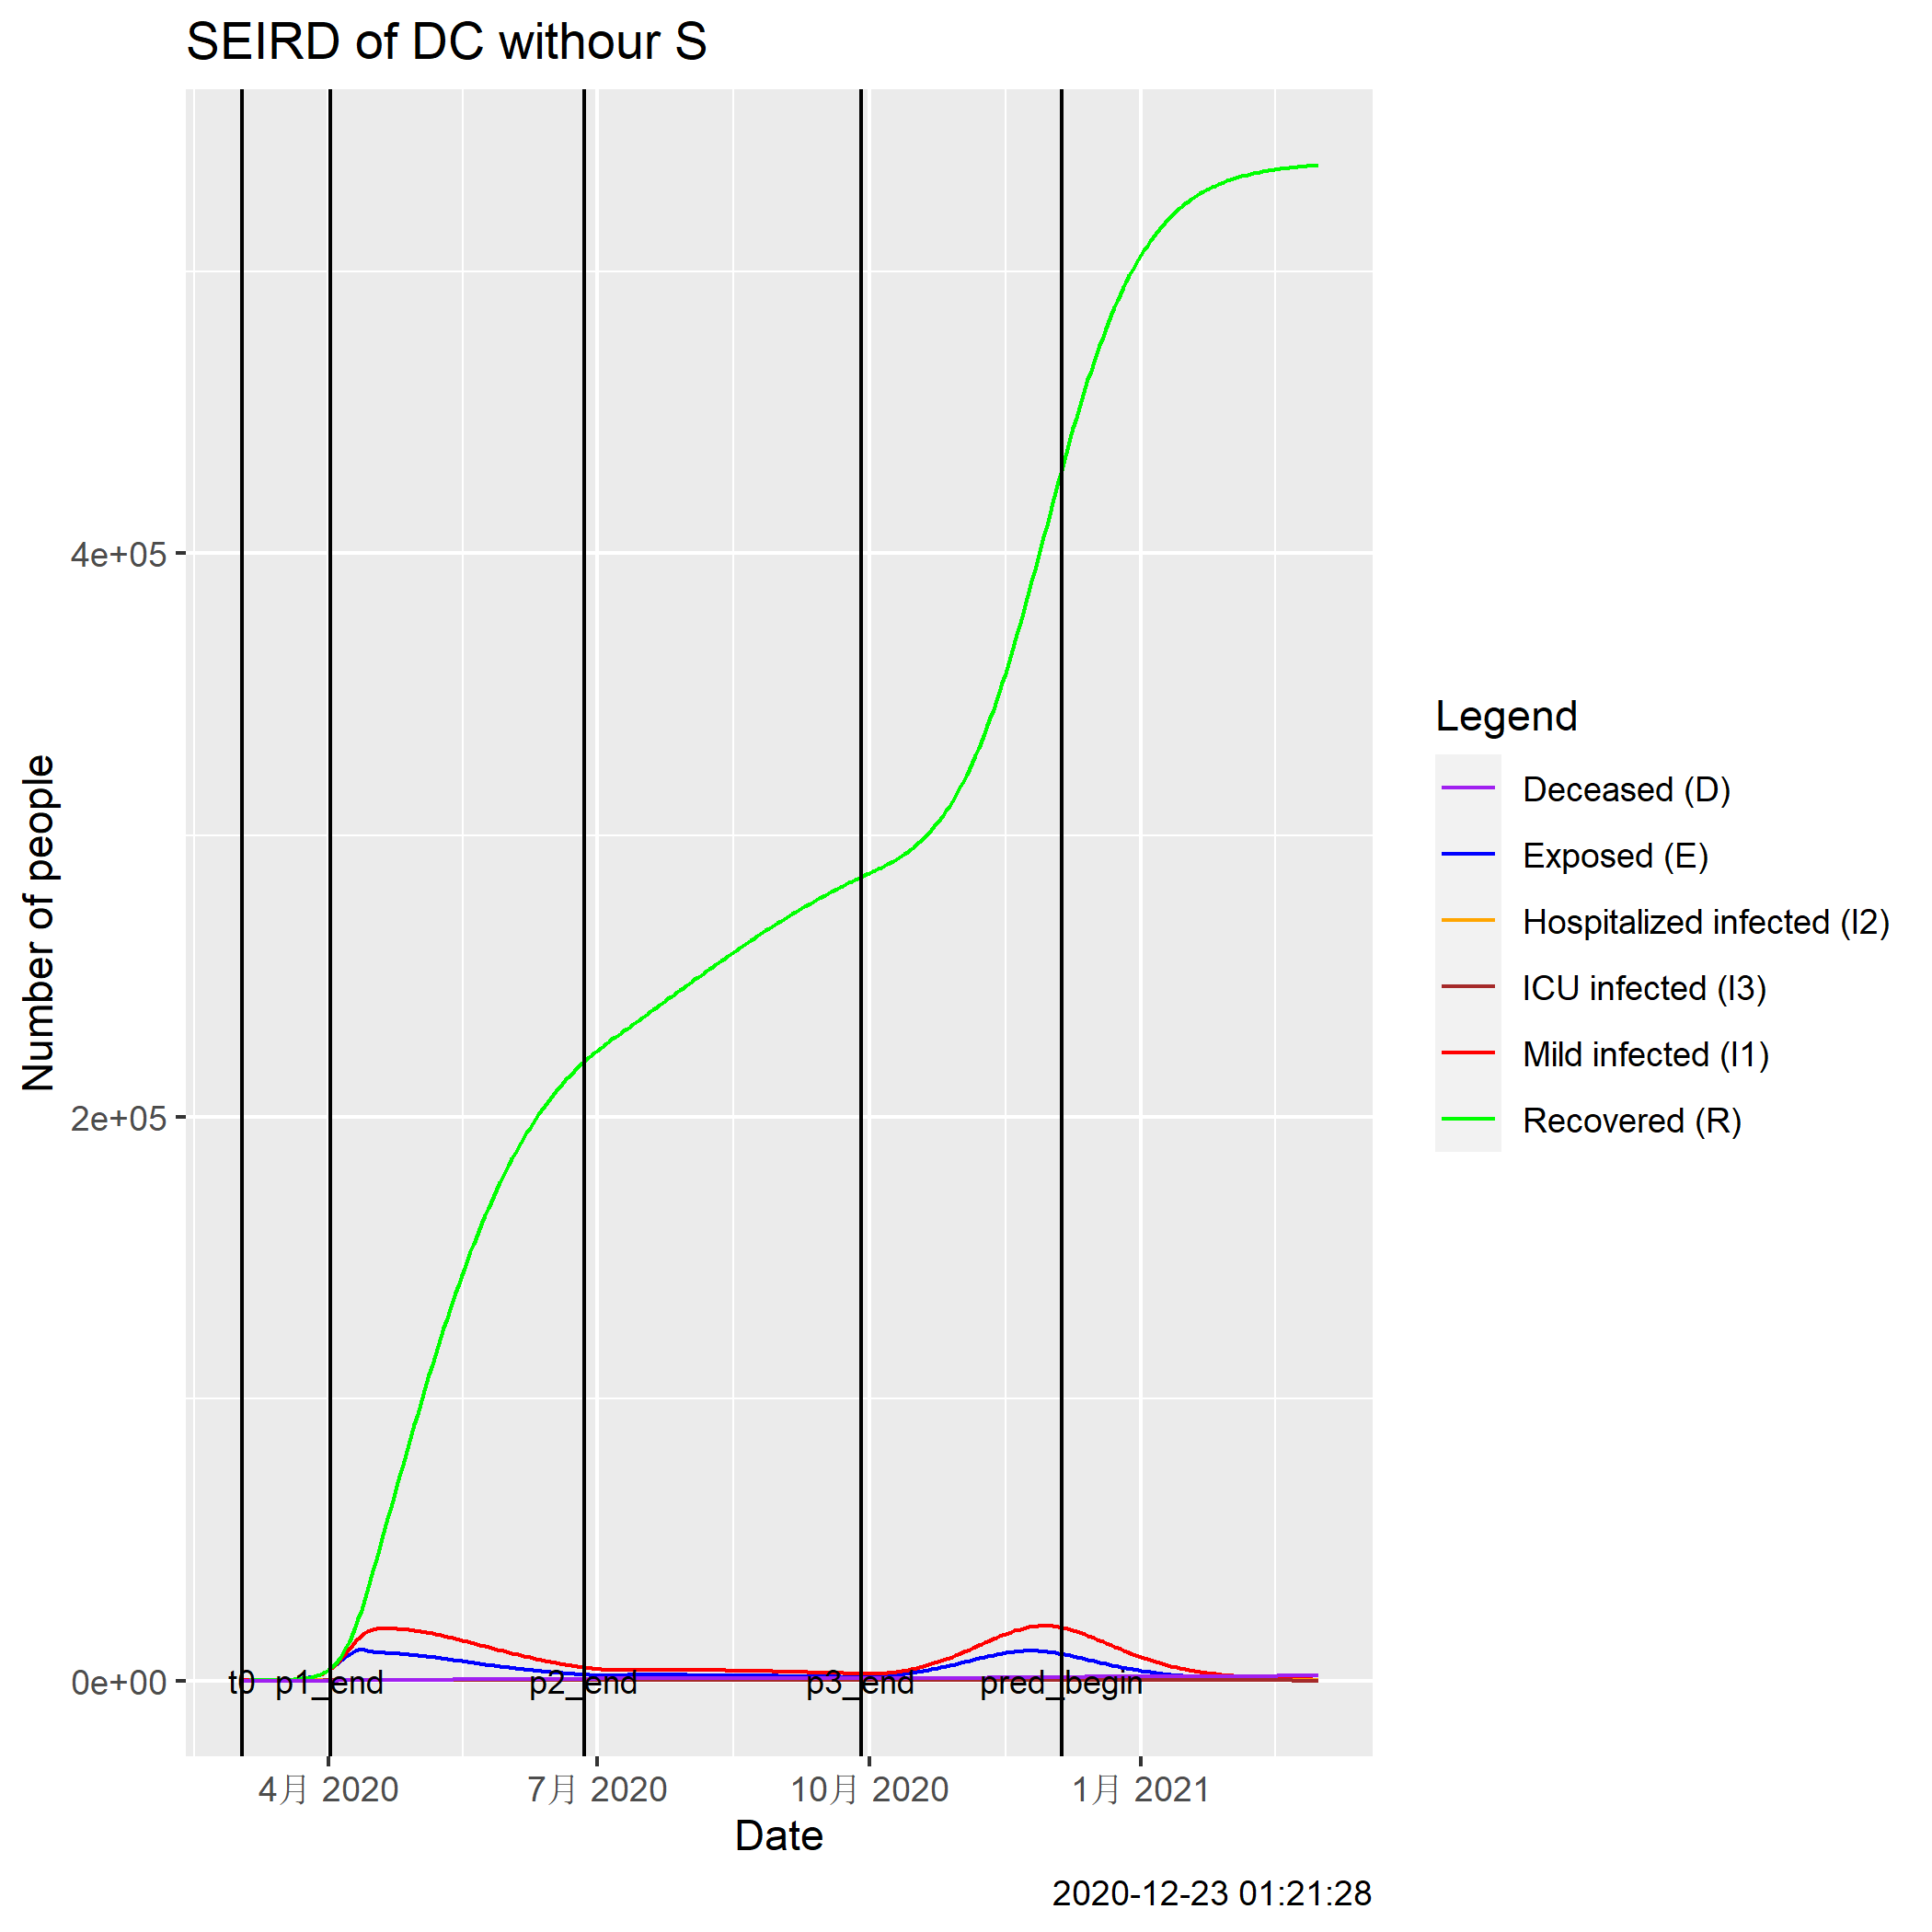 SEIRD of DC withour S
Number of people
4e+05
2e+05
0e+00
t0 p1_end p2_end p3_end pred_begin
4月 2020 7月 2020 10月 2020 1月 2021
Date
Legend
Deceased (D)
Exposed (E)
Hospitalized infected (I2)
ICU infected (I3)
Mild infected (I1)
Recovered (R)
2020-12-23 01:21:28